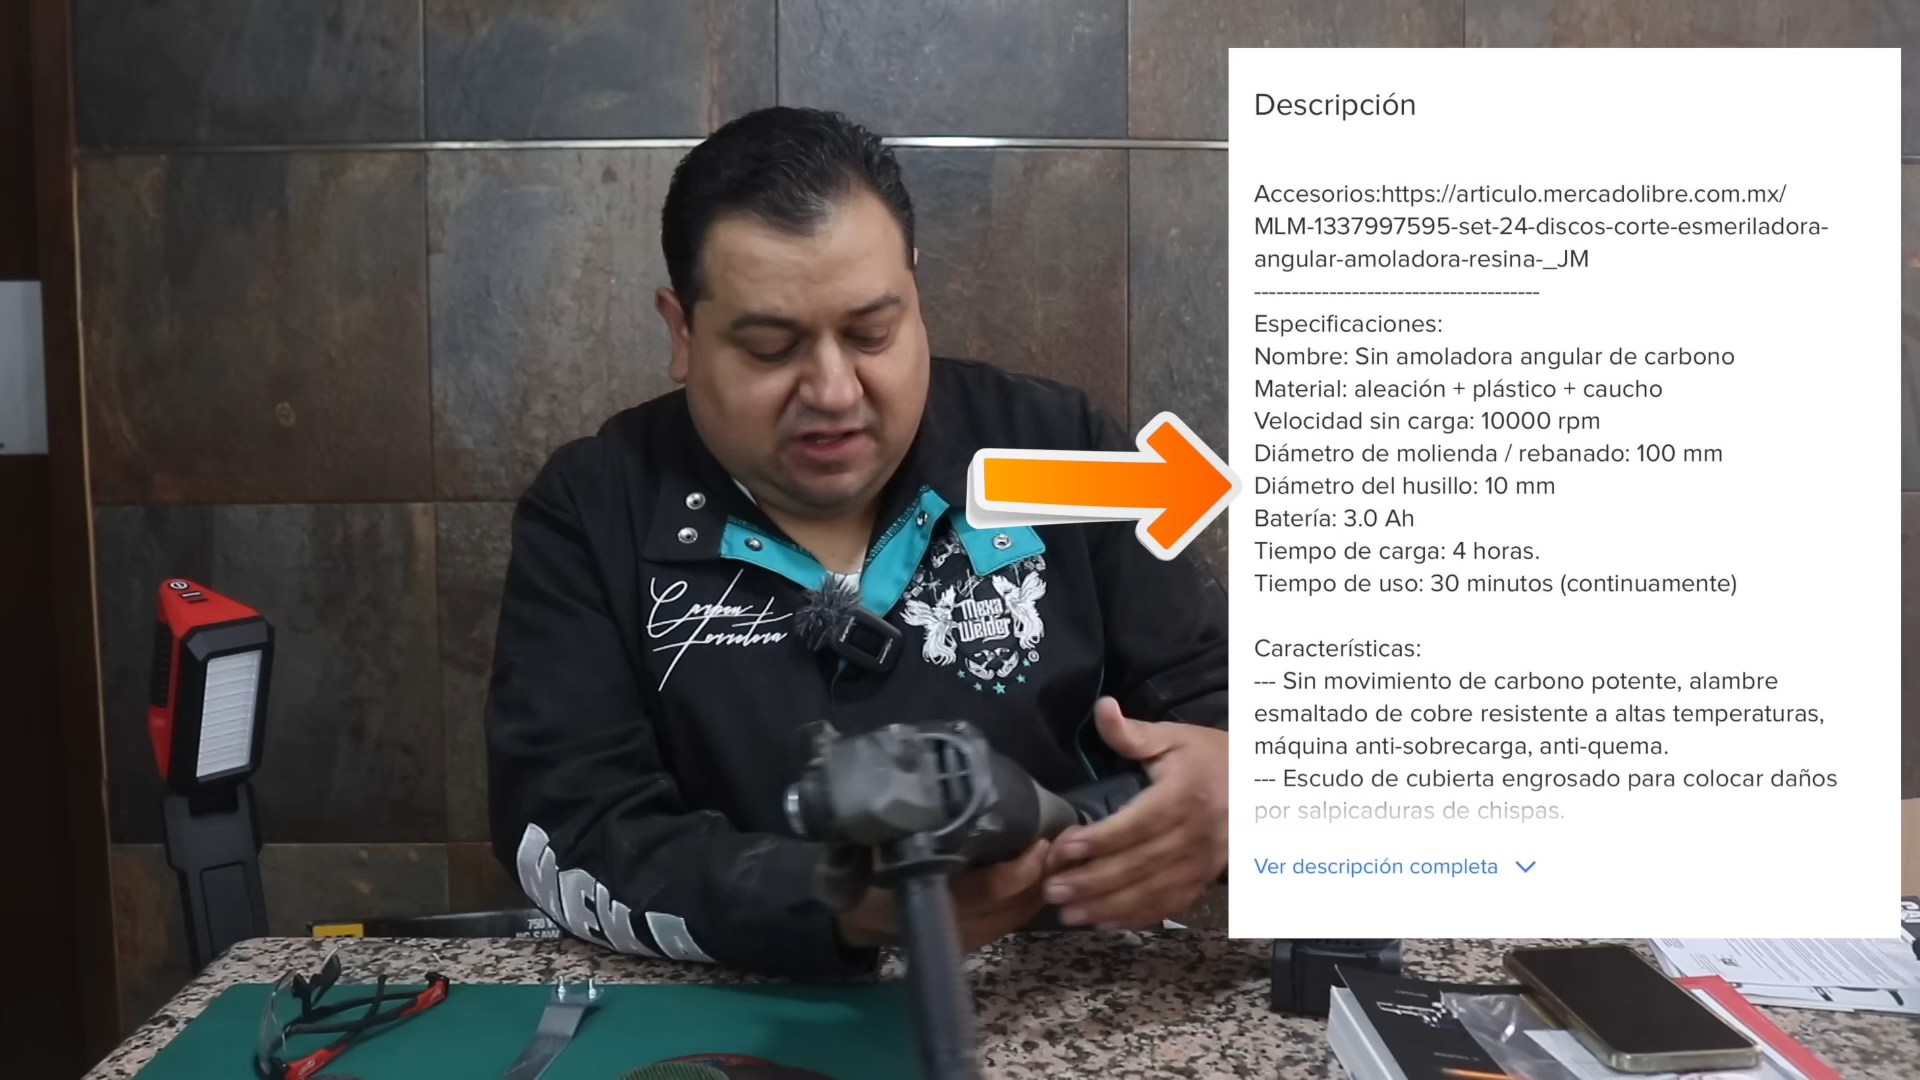 Descripción
Accesorios:https://articulo.mercadolibre.com.mx/
MLM-1337997595-set-24-discos-corte-esmeriladora-
angular-amoladora-resina-_JM
--------------------------------------
Especificaciones:
Nombre: Sin amoladora angular de carbono
Material: aleación + plástico + caucho
Velocidad sin carga: 10000 rpm
Diámetro de molienda / rebanado: 100 mm
Diámetro del husillo: 10 mm
Batería: 3.0 Ah
Tiempo de carga: 4 horas.
Tiempo de uso: 30 minutos (continuamente)
Características:
--- Sin movimiento de carbono potente, alambre
esmaltado de cobre resistente a altas temperaturas,
máquina anti-sobrecarga, anti-quema.
--- Escudo de cubierta engrosado para colocar daños
por salpicaduras de chispas.
Ver descripción completa
Mexa
Welder
MEXA
750 W